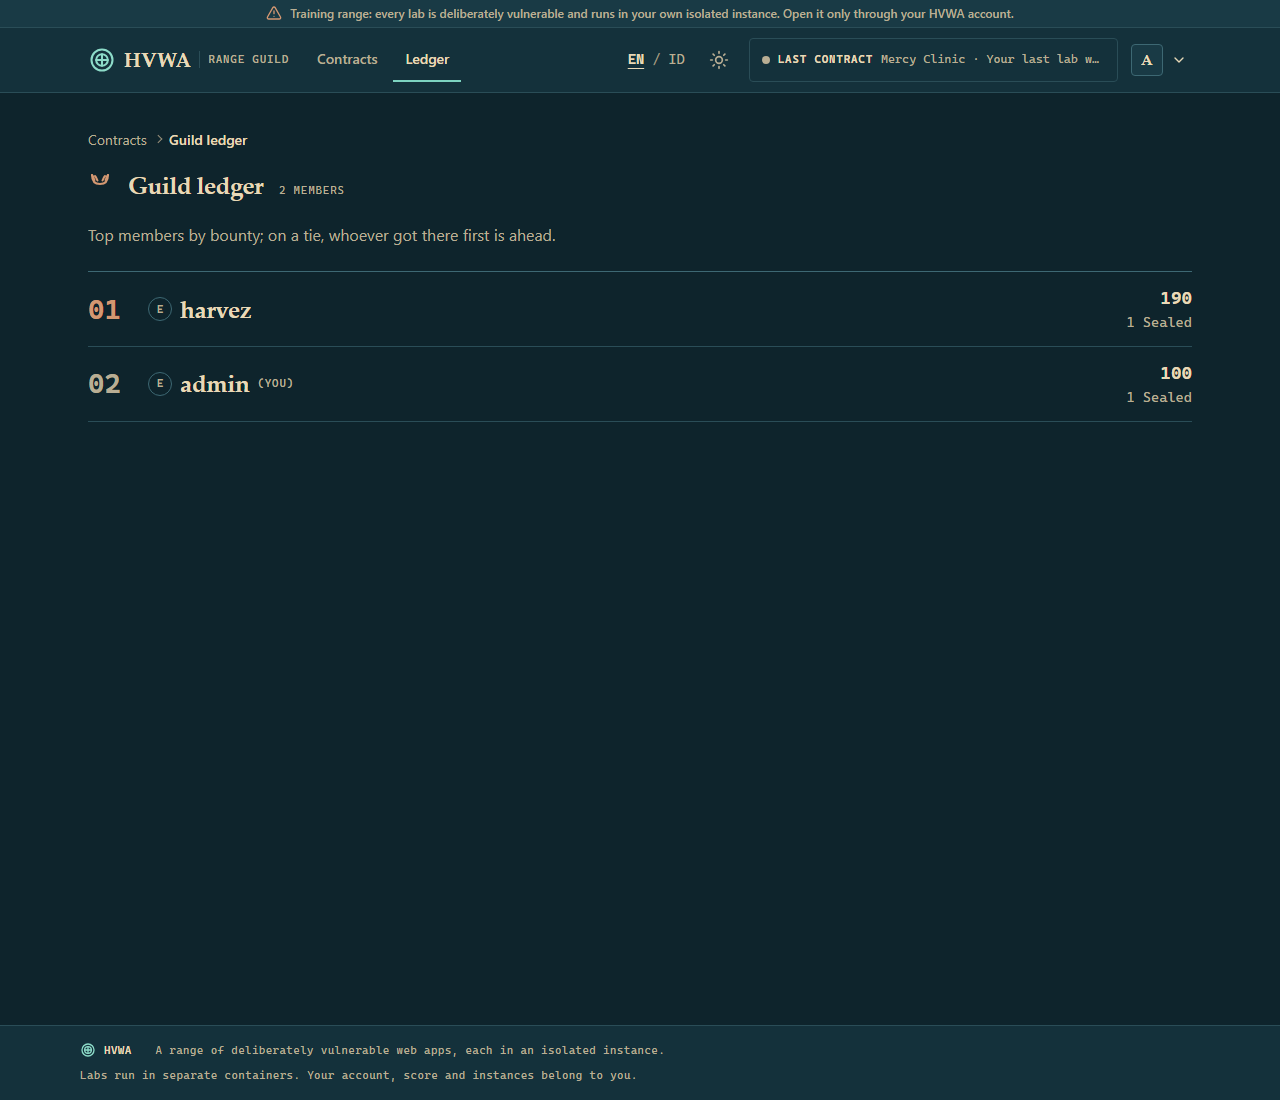 Training range: every lab is deliberately vulnerable and runs in your own isolated instance. Open it only through your HVWA account.
HVWA RANGE GUILD Contracts Ledger EN / ID LAST CONTRACT Mercy Clinic · Your last lab w… A
Contracts > Guild ledger
Guild ledger 2 MEMBERS
Top members by bounty; on a tie, whoever got there first is ahead.
01 E harvez 190
1 Sealed
02 E admin (YOU) 100
1 Sealed
HVWA A range of deliberately vulnerable web apps, each in an isolated instance.
Labs run in separate containers. Your account, score and instances belong to you.